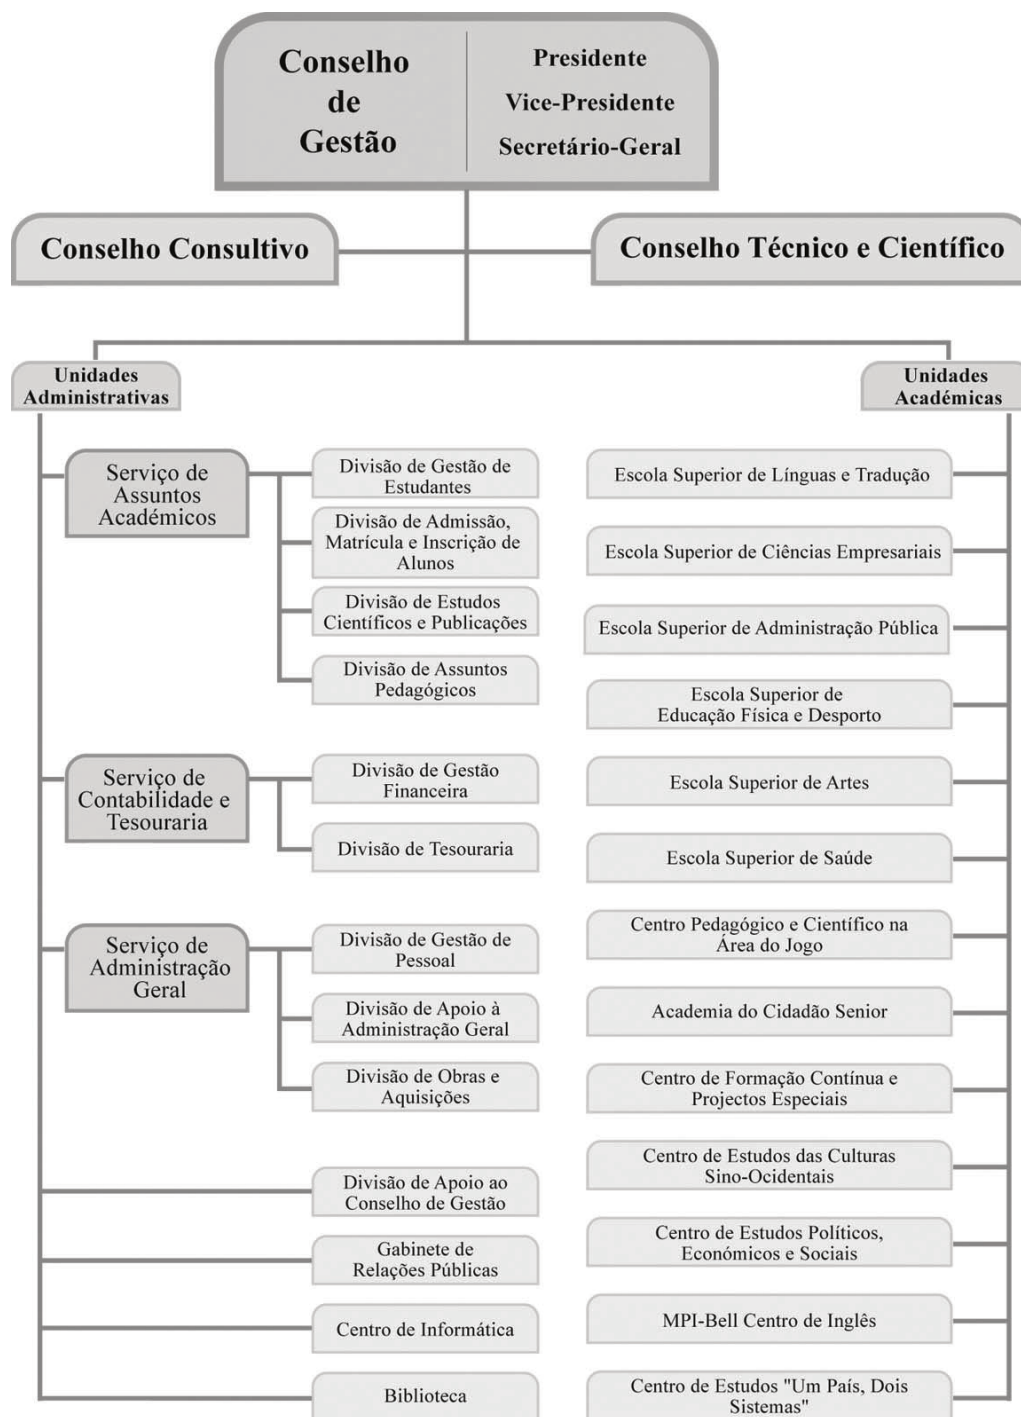 Conselho
de
Gestão
Presidente
Vice-Presidente
Secretário-Geral
Conselho Consultivo
Conselho Técnico e Científico
Unidades
Administrativas
Unidades
Académicas
Serviço de
Assuntos
Académicos
Divisão de Gestão de
Estudantes
Divisão de Admissão,
Matrícula e Inscrição de
Alunos
Divisão de Estudos
Científicos e Publicações
Divisão de Assuntos
Pedagógicos
Serviço de
Contabilidade e
Tesouraria
Divisão de Gestão
Financeira
Divisão de Tesouraria
Serviço de
Administração
Geral
Divisão de Gestão de
Pessoal
Divisão de Apoio à
Administração Geral
Divisão de Obras e
Aquisições
Divisão de Apoio ao
Conselho de Gestão
Gabinete de
Relações Públicas
Centro de Informática
Biblioteca
Escola Superior de Línguas e Tradução
Escola Superior de Ciências Empresariais
Escola Superior de Administração Pública
Escola Superior de
Educação Física e Desporto
Escola Superior de Artes
Escola Superior de Saúde
Centro Pedagógico e Científico na
Área do Jogo
Academia do Cidadão Senior
Centro de Formação Contínua e
Projectos Especiais
Centro de Estudos das Culturas
Sino-Ocidentais
Centro de Estudos Políticos,
Económicos e Sociais
MPI-Bell Centro de Inglês
Centro de Estudos "Um País, Dois
Sistemas"